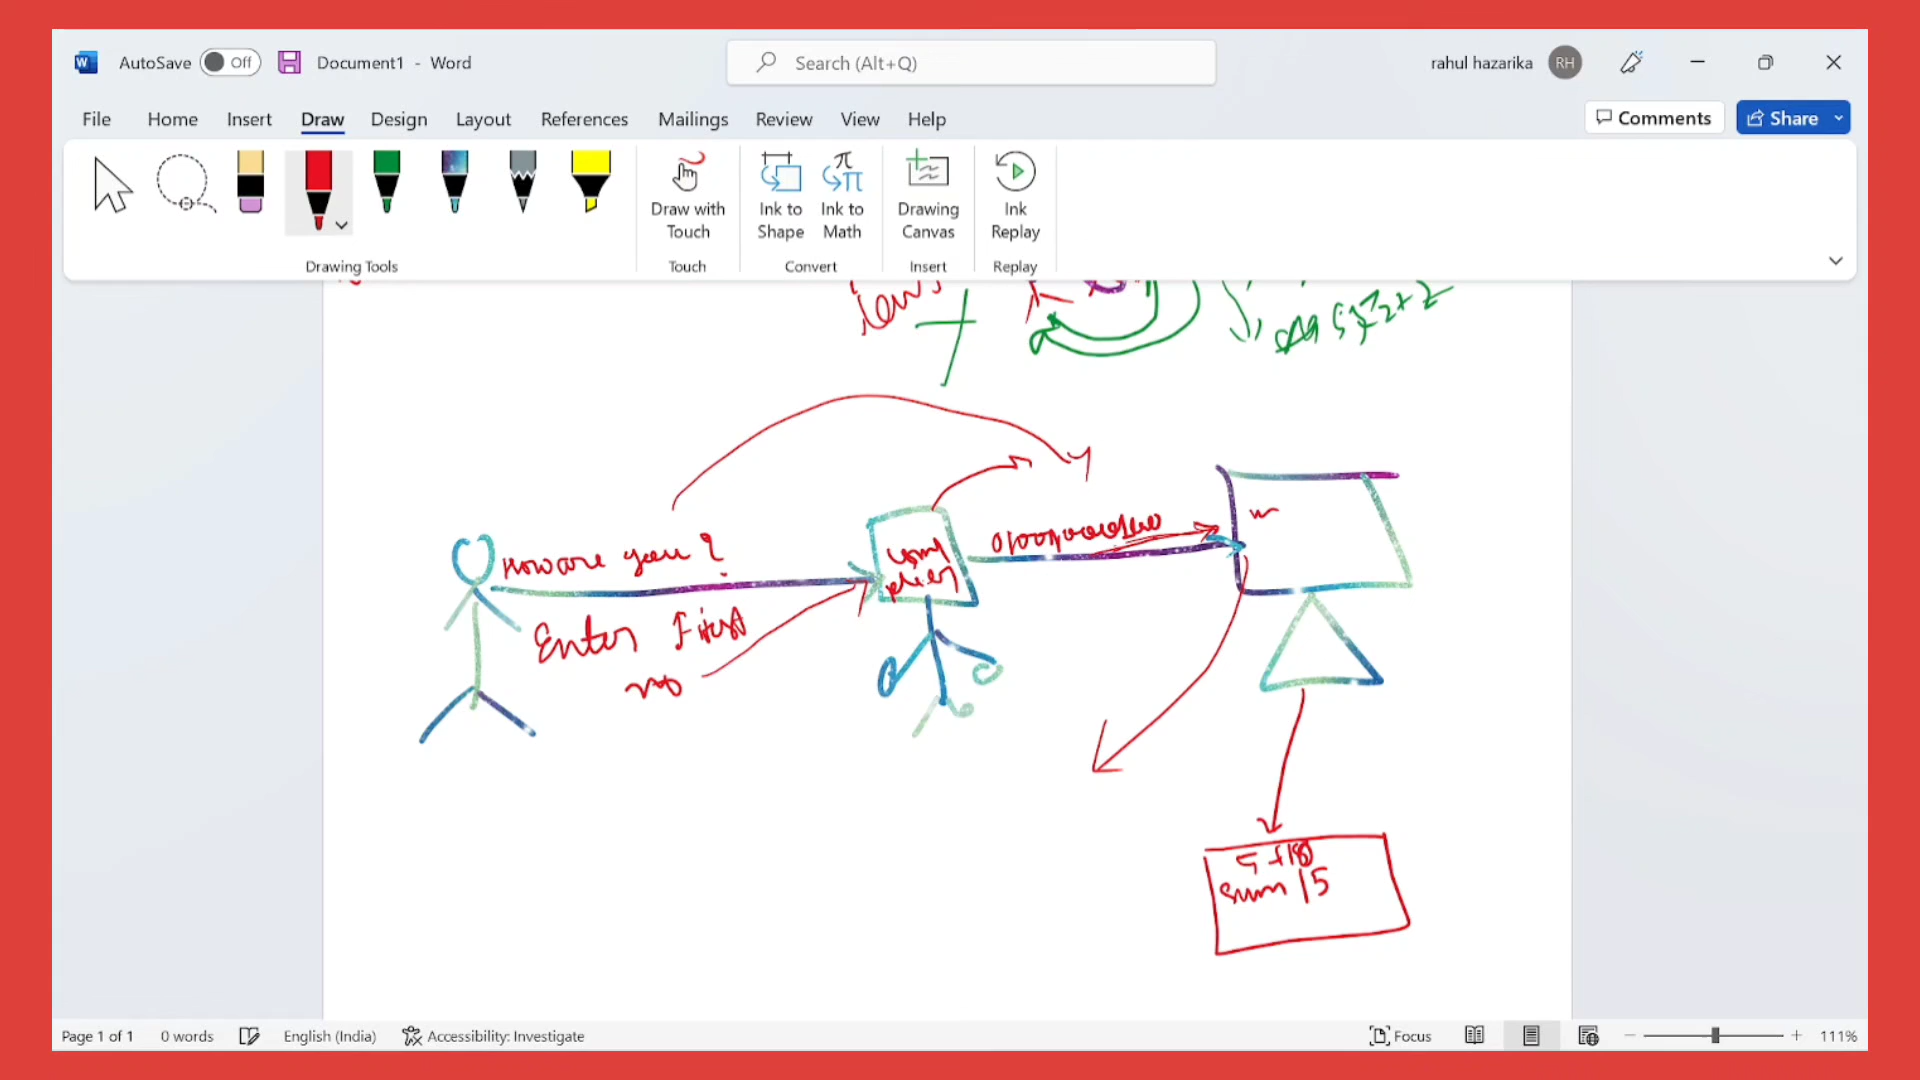 AutoSave Off Document1 - Word Search (Alt+Q) rahul hazarika RH
File Home Insert Draw Design Layout References Mailings Review View Help Comments Share
Draw with Touch
Ink to Shape
Ink to Math
Drawing Canvas
Ink Replay
Drawing Tools Touch Convert Insert Replay
How are you?
Enter First
no
sum 15
Page 1 of 1 0 words English (India) Accessibility: Investigate Focus 111%